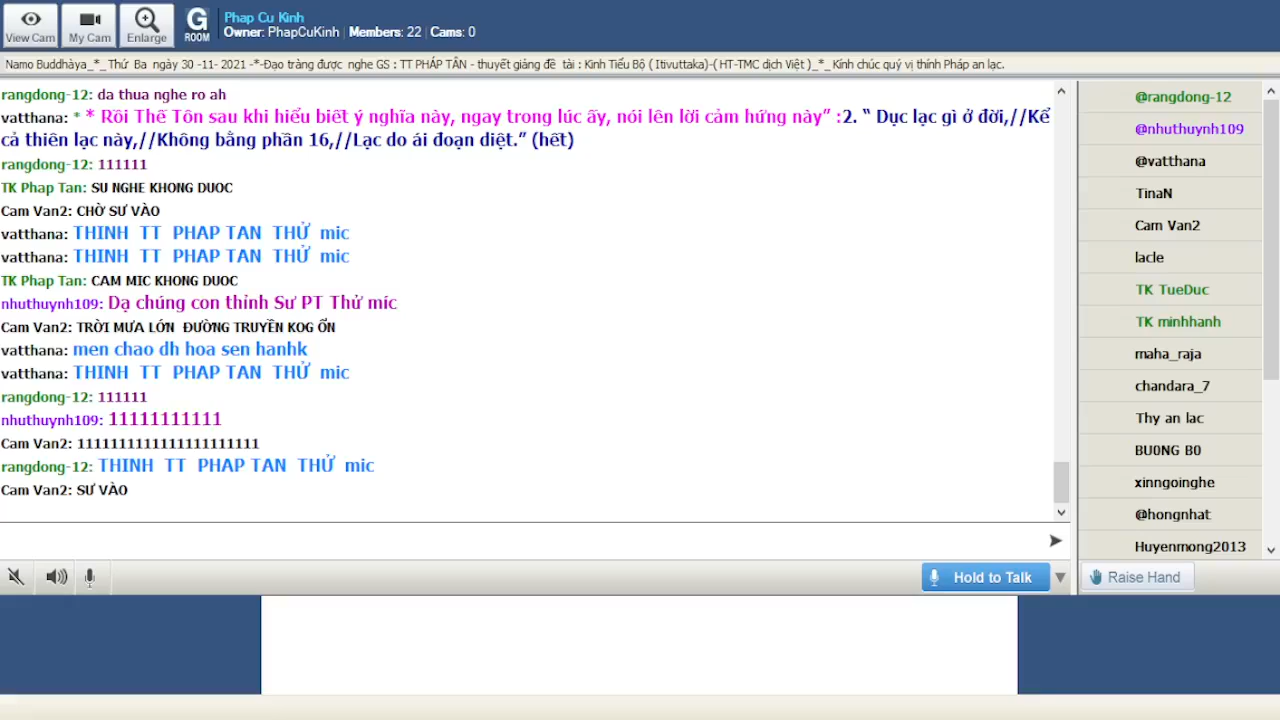 View Cam
My Cam
Enlarge
G
ROOM
Phap Cu Kinh
Owner: PhapCuKinh | Members: 22 | Cams: 0
Namo Buddhàya_*_Thứ Ba ngày 30 -11- 2021 -*-Đạo tràng được nghe GS : TT PHÁP TÂN - thuyết giảng đề tài : Kinh Tiểu Bộ ( Itivuttaka)-( HT-TMC dịch Việt )_*_ Kính chúc quý vị thính Pháp an lạc.
rangdong-12: da thua nghe ro ah
vatthana: * * Rồi Thế Tôn sau khi hiểu biết ý nghĩa này, ngay trong lúc ấy, nói lên lời cảm hứng này” :2. “ Dục lạc gì ở đời,//Kể
cả thiên lạc này,//Không bằng phần 16,//Lạc do ái đoạn diệt.” (hết)
rangdong-12: 111111
TK Phap Tan: SU NGHE KHONG DUOC
Cam Van2: CHỜ SƯ VÀO
vatthana: THINH TT PHAP TAN THỬ mic
vatthana: THINH TT PHAP TAN THỬ mic
TK Phap Tan: CAM MIC KHONG DUOC
nhuthuynh109: Dạ chúng con thỉnh Sư PT Thử míc
Cam Van2: TRỜI MƯA LỚN ĐƯỜNG TRUYỀN KOG ỔN
vatthana: men chao dh hoa sen hanhk
vatthana: THINH TT PHAP TAN THỬ mic
rangdong-12: 111111
nhuthuynh109: 11111111111
Cam Van2: 1111111111111111111111
rangdong-12: THINH TT PHAP TAN THỬ mic
Cam Van2: SƯ VÀO
@rangdong-12
@nhuthuynh109
@vatthana
TinaN
Cam Van2
lacle
TK TueDuc
TK minhhanh
maha_raja
chandara_7
Thy an lac
BU0NG B0
xinngoinghe
@hongnhat
Huyenmong2013
Hold to Talk
Raise Hand